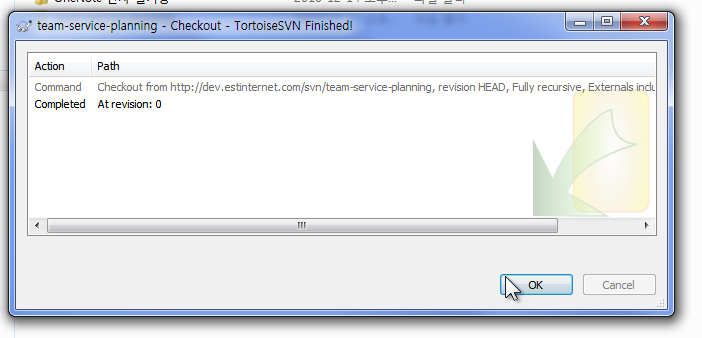 team-service-planning - Checkout - TortoiseSVN Finished!
Action Path
Command Checkout from http://dev.estinternet.com/svn/team-service-planning, revision HEAD, Fully recursive, Externals inclu
Completed At revision: 0
OK Cancel